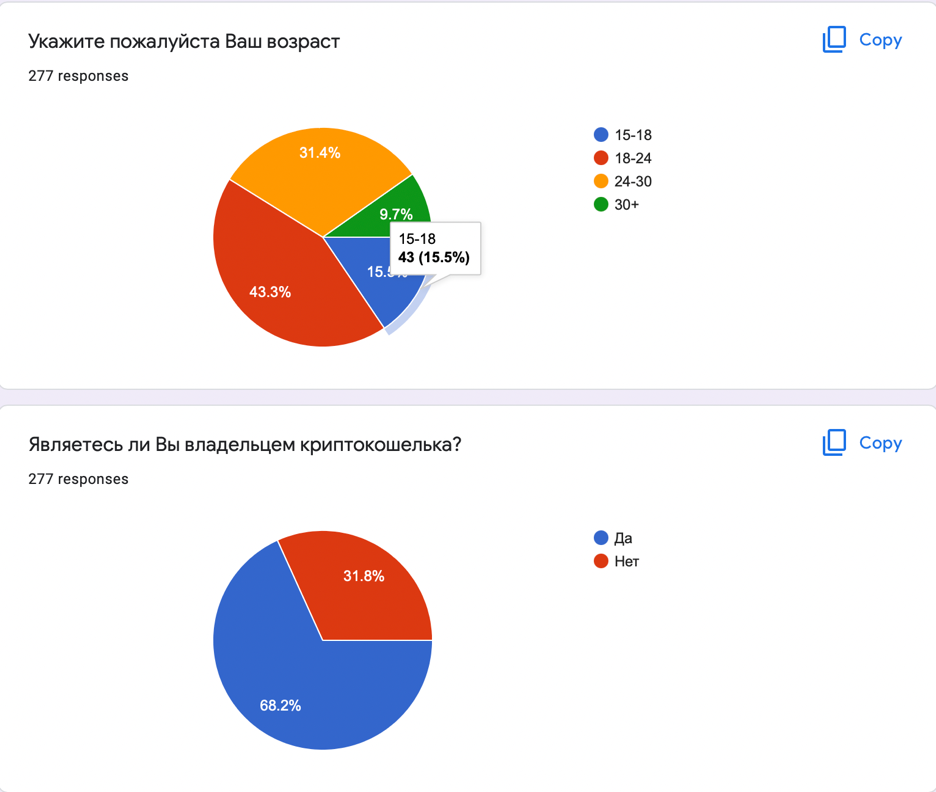 Укажите пожалуйста Ваш возраст
Copy
277 responses
31.4%
9.7%
43.3%
15-18
43 (15.5%)
15-18
18-24
24-30
30+
Являетесь ли Вы владельцем криптокошелька?
Copy
277 responses
31.8%
68.2%
Да
Нет